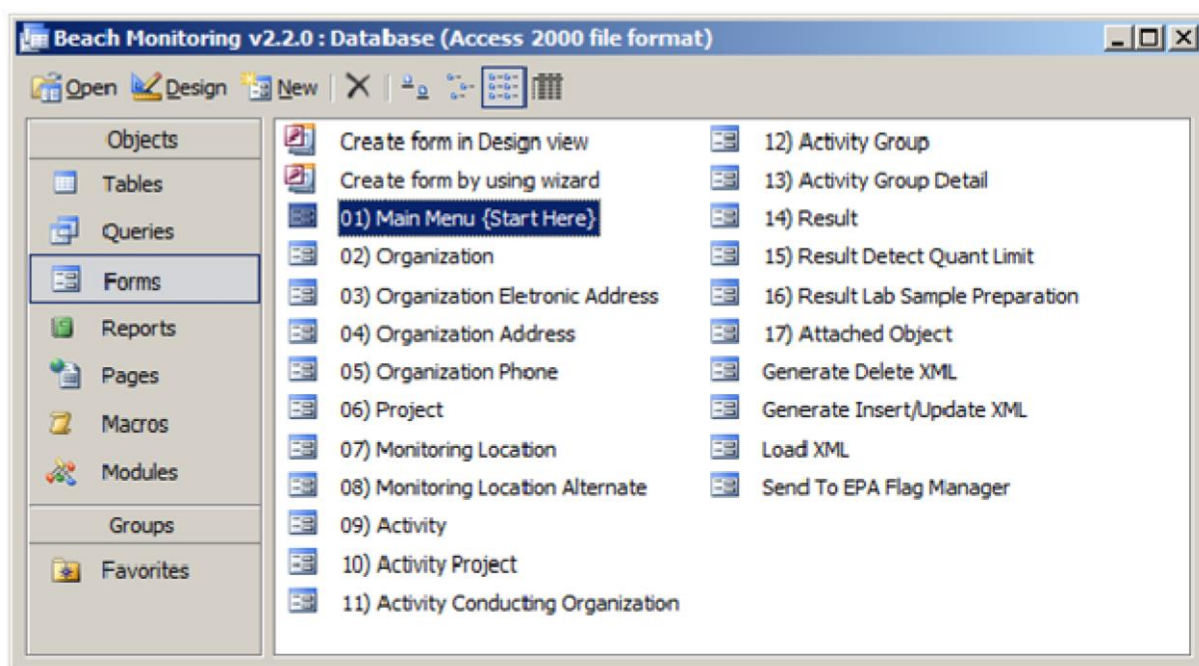 Beach Monitoring v2.2.0 : Database (Access 2000 file format)
Open Design New
Objects
Tables
Queries
Forms
Reports
Pages
Macros
Modules
Groups
Favorites
Create form in Design view
Create form by using wizard
01) Main Menu {Start Here}
02) Organization
03) Organization Eletronic Address
04) Organization Address
05) Organization Phone
06) Project
07) Monitoring Location
08) Monitoring Location Alternate
09) Activity
10) Activity Project
11) Activity Conducting Organization
12) Activity Group
13) Activity Group Detail
14) Result
15) Result Detect Quant Limit
16) Result Lab Sample Preparation
17) Attached Object
Generate Delete XML
Generate Insert/Update XML
Load XML
Send To EPA Flag Manager